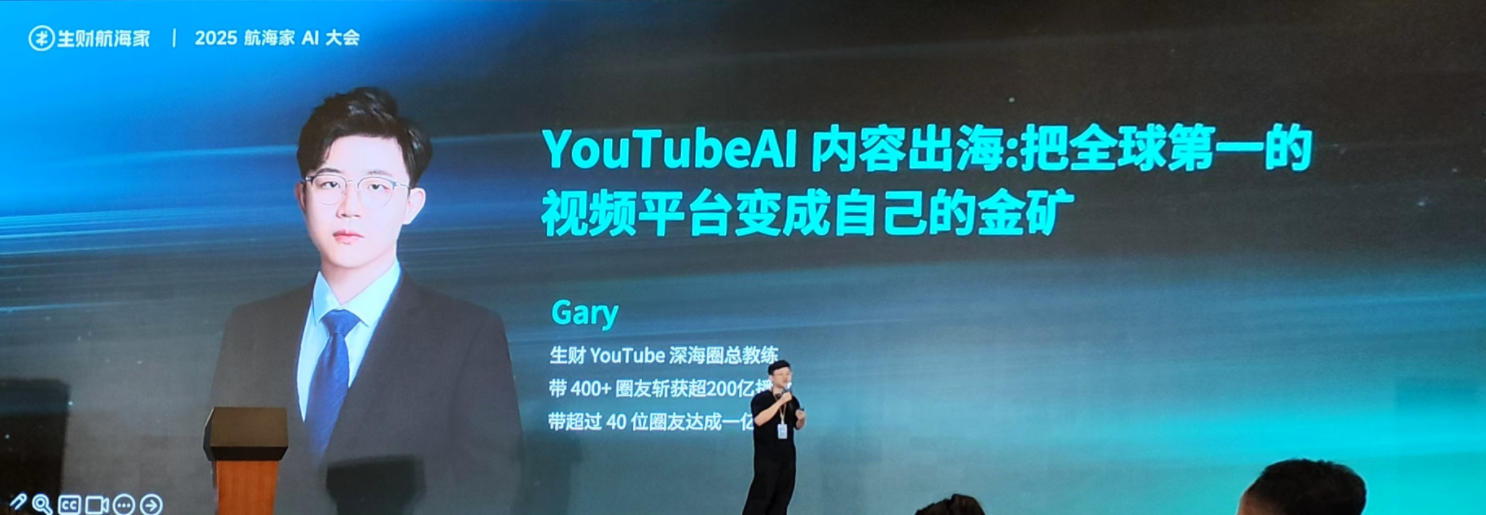 生财航海家 | 2025 航海家 AI 大会
YouTubeAI 内容出海:把全球第一的
视频平台变成自己的金矿
Gary
生财 YouTube 深海圈总教练
带 400+ 圈友斩获超200亿
带超过 40 位圈友达成一亿
CC